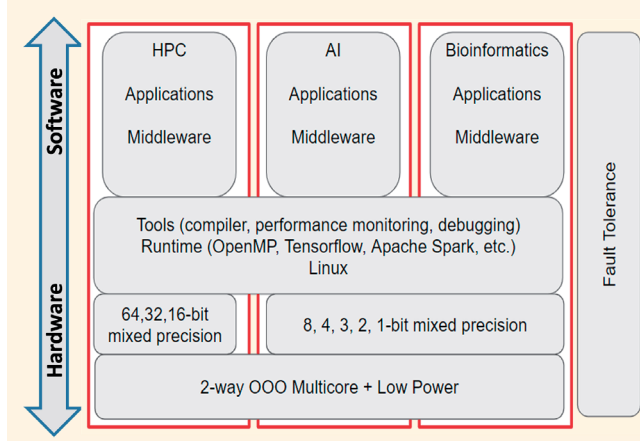 Software
Hardware
HPC
Applications
Middleware
AI
Applications
Middleware
Bioinformatics
Applications
Middleware
Tools (compiler, performance monitoring, debugging)
Runtime (OpenMP, Tensorflow, Apache Spark, etc.)
Linux
64,32,16-bit
mixed precision
8, 4, 3, 2, 1-bit mixed precision
2-way OOO Multicore + Low Power
Fault Tolerance